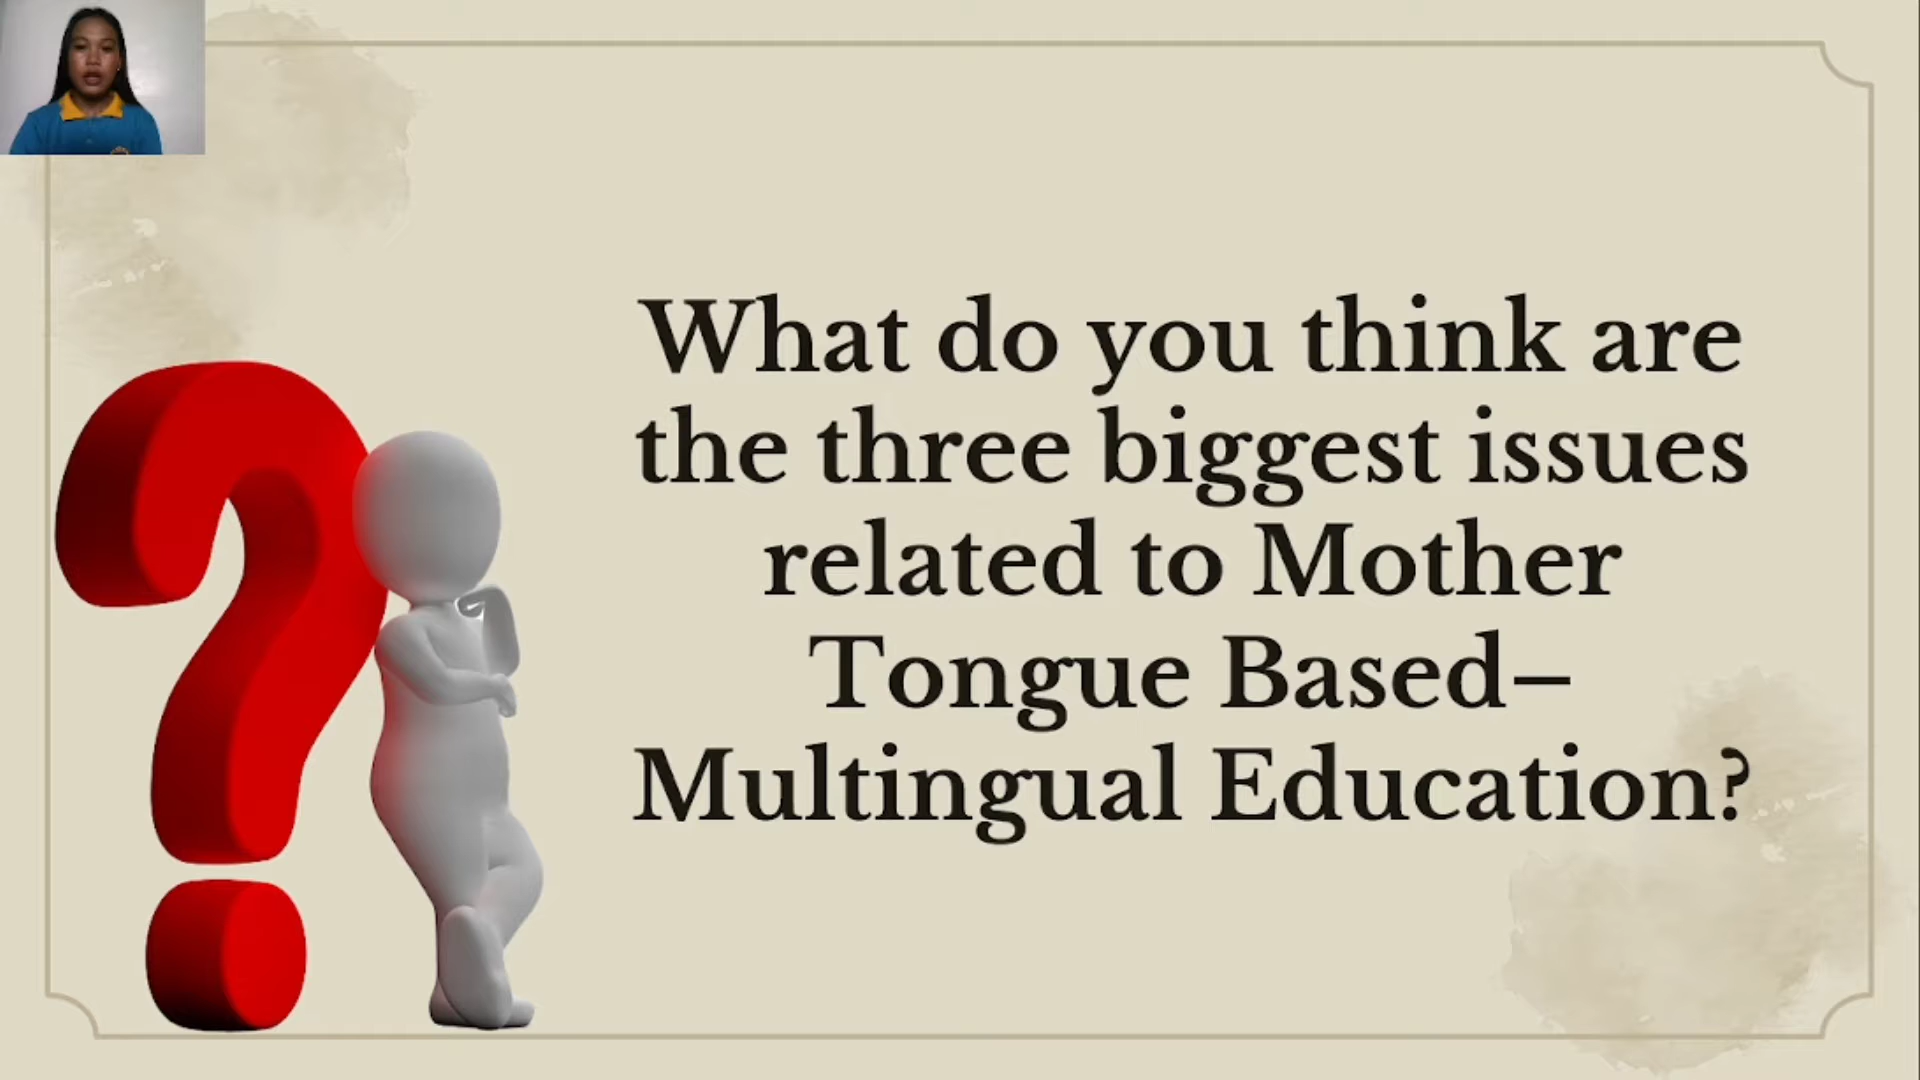 What do you think are
the three biggest issues
related to Mother
Tongue Based–
Multingual Education?